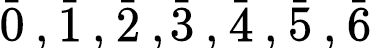 0̄ , 1̄ , 2̄ , 3̄ , 4̄ , 5̄ , 6̄